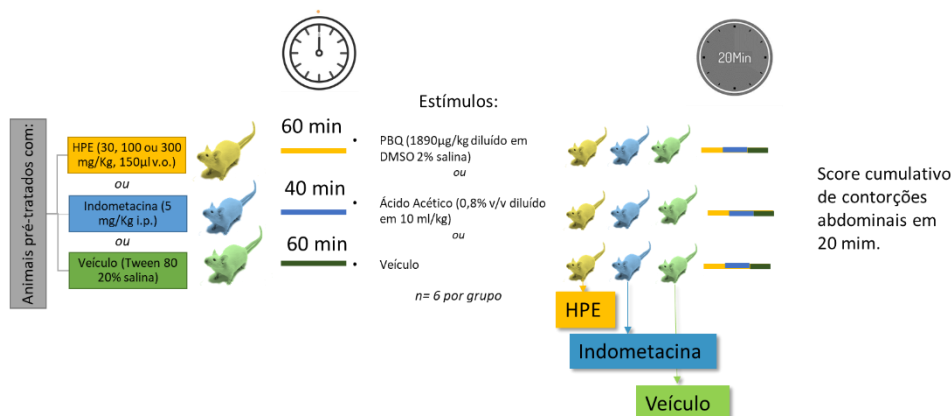 20Min
Animais pré-tratados com:
HPE (30, 100 ou 300
mg/Kg, 150µl v.o.)
ou
Indometacina (5
mg/Kg i.p.)
ou
Veículo (Tween 80
20% salina)
60 min
40 min
60 min
Estímulos:
• PBQ (1890µg/kg diluído em
DMSO 2% salina)
ou
• Ácido Acético (0,8% v/v diluído
em 10 ml/kg)
ou
• Veículo
n= 6 por grupo
HPE
Indometacina
Veículo
Score cumulativo
de contorções
abdominais em
20 mim.